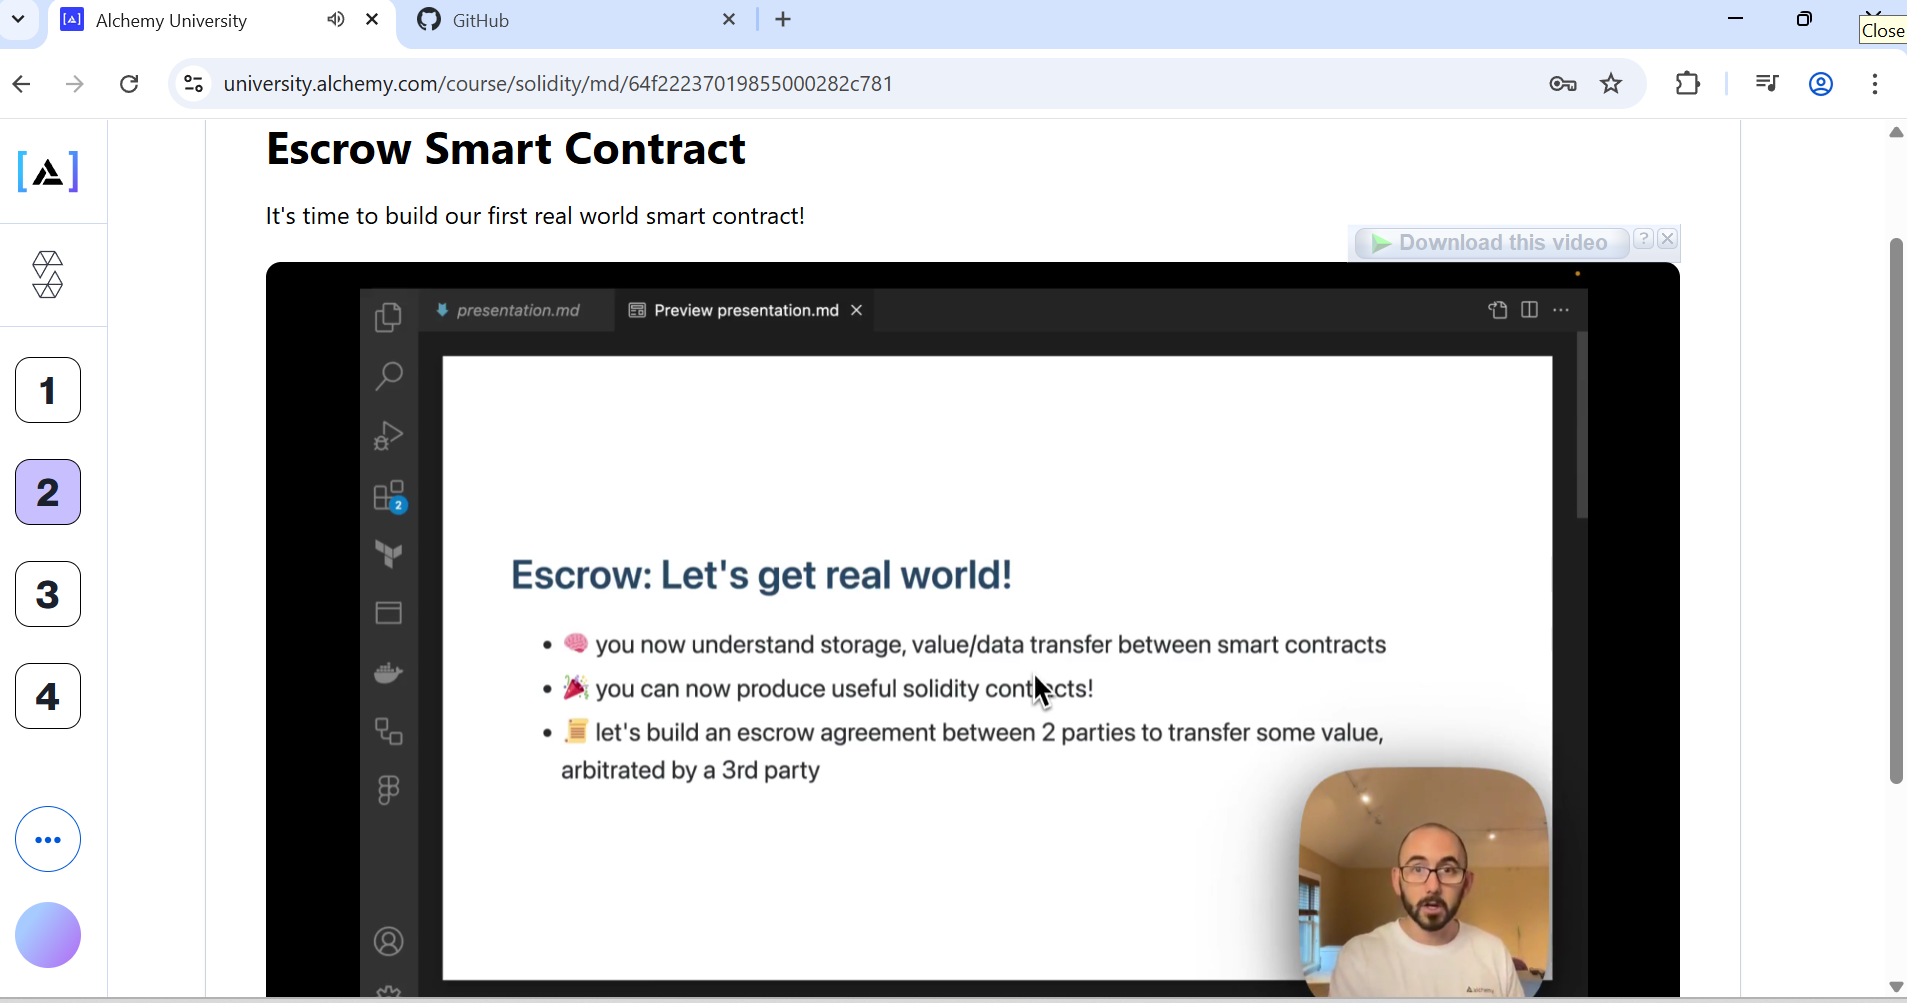 Alchemy University
GitHub
Close
university.alchemy.com/course/solidity/md/64f22237019855000282c781
Escrow Smart Contract
It's time to build our first real world smart contract!
Download this video
?
presentation.md
Preview presentation.md
2
Escrow: Let's get real world!
• 🧠 you now understand storage, value/data transfer between smart contracts
• 🎉 you can now produce useful solidity contracts!
• 📜 let's build an escrow agreement between 2 parties to transfer some value,
arbitrated by a 3rd party
1
2
3
4
alchemy